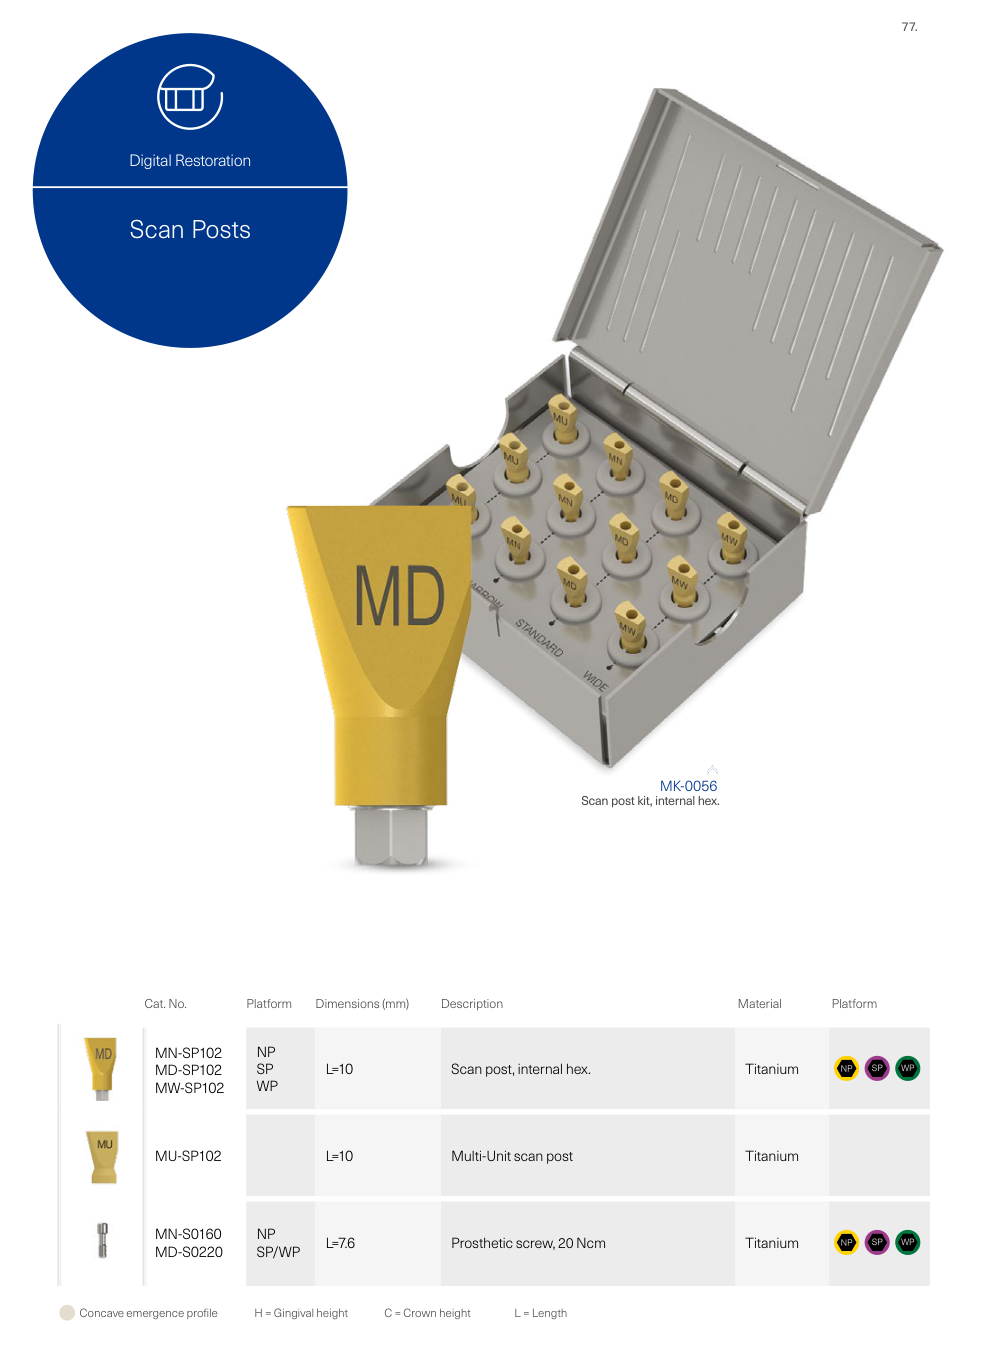 77.
Digital Restoration
Scan Posts
MU
MU
MN
MU
MN
MD
MN
MD
MW
MD
MW
MW
NARROW
STANDARD
WIDE
MD
MK-0056
Scan post kit, internal hex.
Cat. No. Platform Dimensions (mm) Description Material Platform
MD
MN-SP102 NP
MD-SP102 SP L=10 Scan post, internal hex. Titanium NP SP WP
MW-SP102 WP
MU
MU-SP102 L=10 Multi-Unit scan post Titanium
MN-S0160 NP
L=7.6 Prosthetic screw, 20 Ncm Titanium NP SP WP
MD-S0220 SP/WP
Concave emergence profile H = Gingival height C = Crown height L = Length